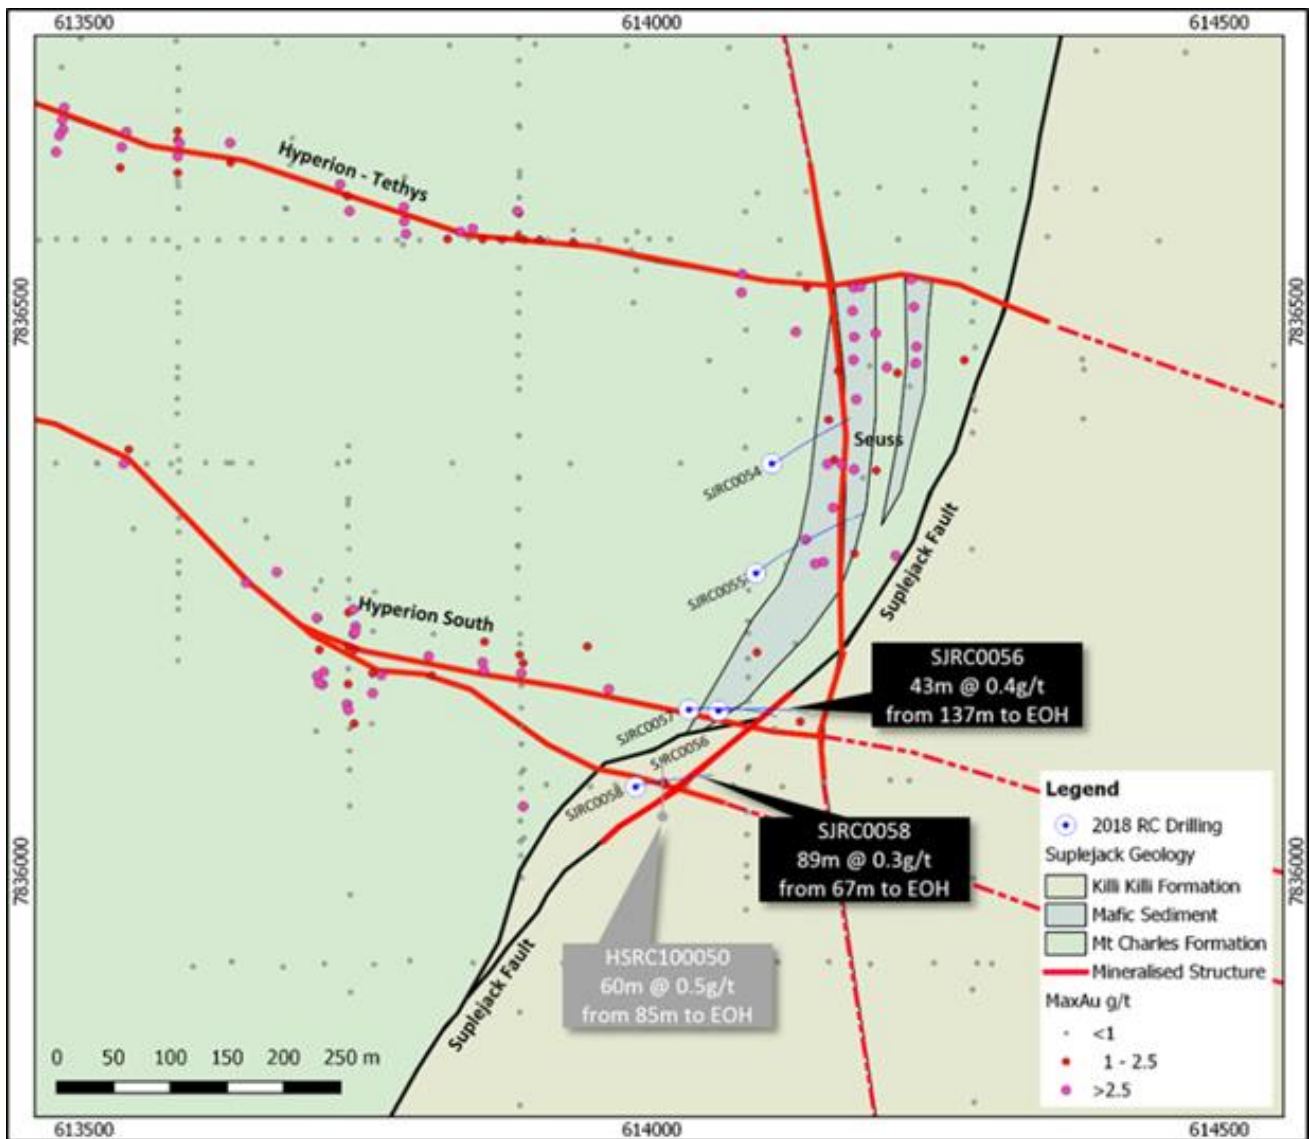 613500
614000
614500
Hyperion - Tethys
7836500
7836500
Seuss
SJRC0054
SJRC0055
Suplejack Fault
Hyperion South
SJRC0056
43m @ 0.4g/t
from 137m to EOH
SJRC0057
SJRC0056
SJRC0058
SJRC0058
89m @ 0.3g/t
from 67m to EOH
7836000
7836000
HSRC100050
60m @ 0.5g/t
from 85m to EOH
Suplejack Fault
Legend
2018 RC Drilling
Suplejack Geology
Killi Killi Formation
Mafic Sediment
Mt Charles Formation
Mineralised Structure
MaxAu g/t
<1
1 - 2.5
>2.5
0 50 100 150 200 250 m
613500
614000
614500